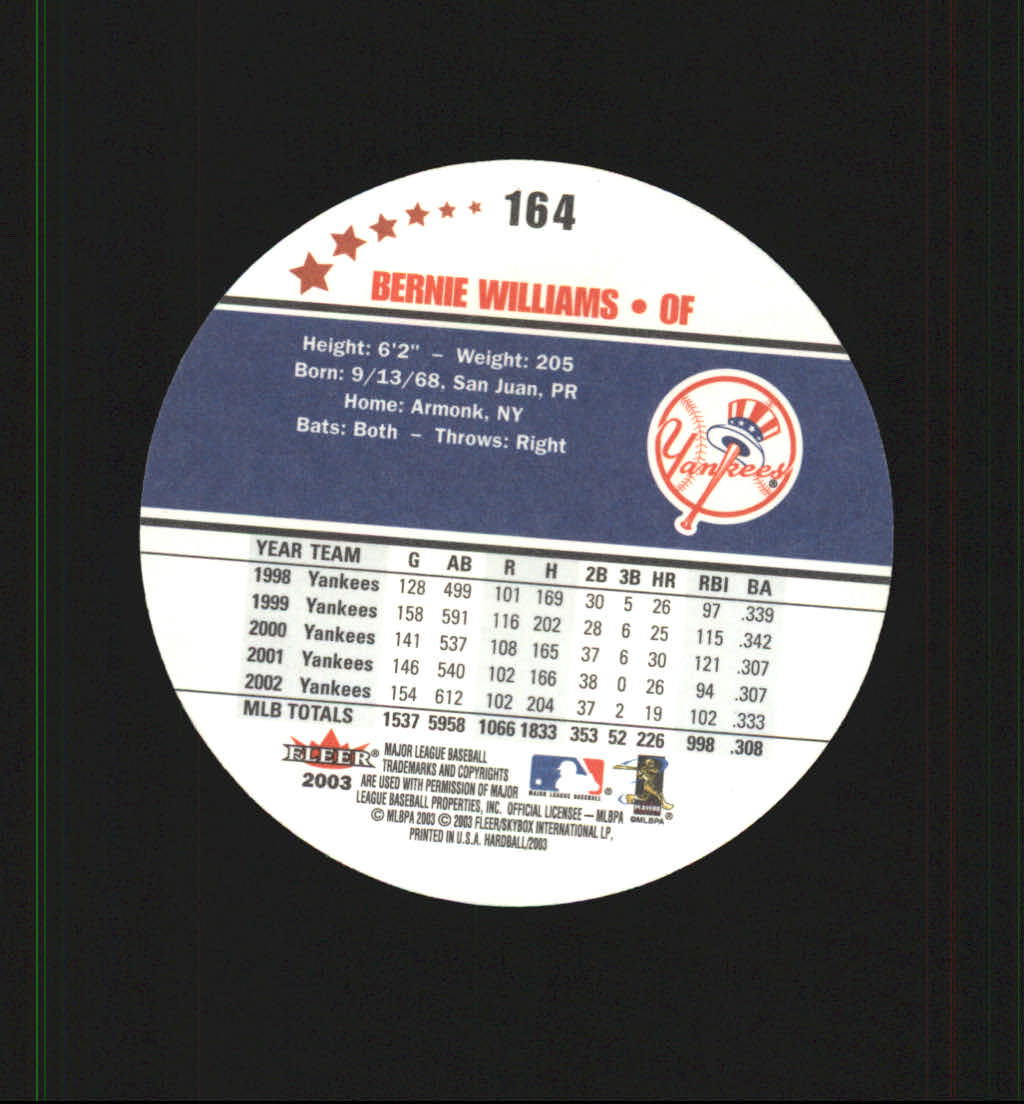 164
BERNIE WILLIAMS • OF
Height: 6'2" – Weight: 205
Born: 9/13/68, San Juan, PR
Home: Armonk, NY
Bats: Both – Throws: Right
Yankees®
YEAR TEAM G AB R H 2B 3B HR RBI BA
1998 Yankees 128 499 101 169 30 5 26 97 .339
1999 Yankees 158 591 116 202 28 6 25 115 .342
2000 Yankees 141 537 108 165 37 6 30 121 .307
2001 Yankees 146 540 102 166 38 0 26 94 .307
2002 Yankees 154 612 102 204 37 2 19 102 .333
MLB TOTALS 1537 5958 1066 1833 353 52 226 998 .308
FLEER®
2003
MAJOR LEAGUE BASEBALL
TRADEMARKS AND COPYRIGHTS
ARE USED WITH PERMISSION OF MAJOR
LEAGUE BASEBALL PROPERTIES, INC. OFFICIAL LICENSEE — MLBPA
© MLBPA 2003 © 2003 FLEER/SKYBOX INTERNATIONAL LP,
PRINTED IN U.S.A. HARDBALL/2003
MAJOR LEAGUE BASEBALL®
PLAYERS
©MLBPA®